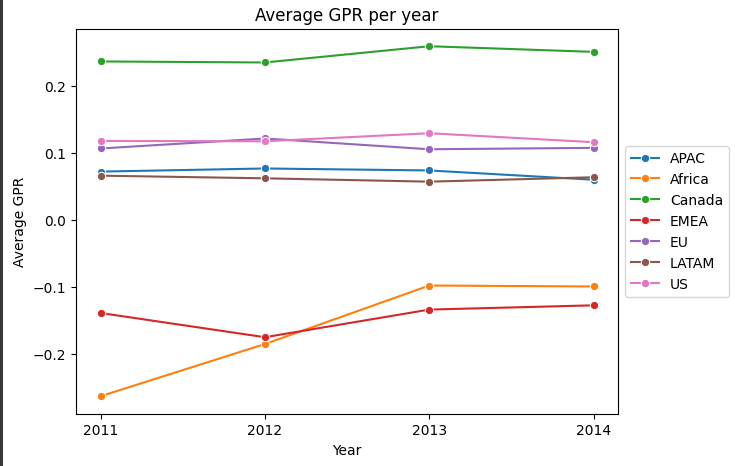 Average GPR per year
Average GPR
0.2
0.1
0.0
−0.1
−0.2
2011 2012 2013 2014
Year
APAC
Africa
Canada
EMEA
EU
LATAM
US